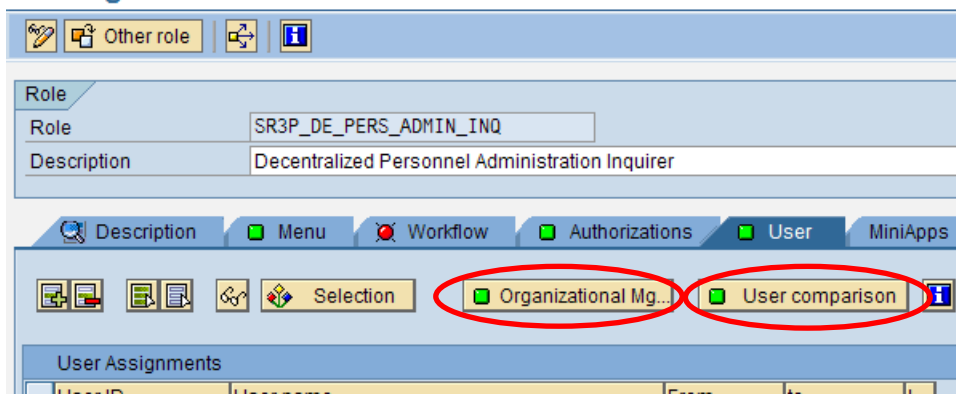 Other role
Role
Role SR3P_DE_PERS_ADMIN_INQ
Description Decentralized Personnel Administration Inquirer
Description Menu Workflow Authorizations User MiniApps
Selection Organizational Mg... User comparison
User Assignments
User ID User name From to